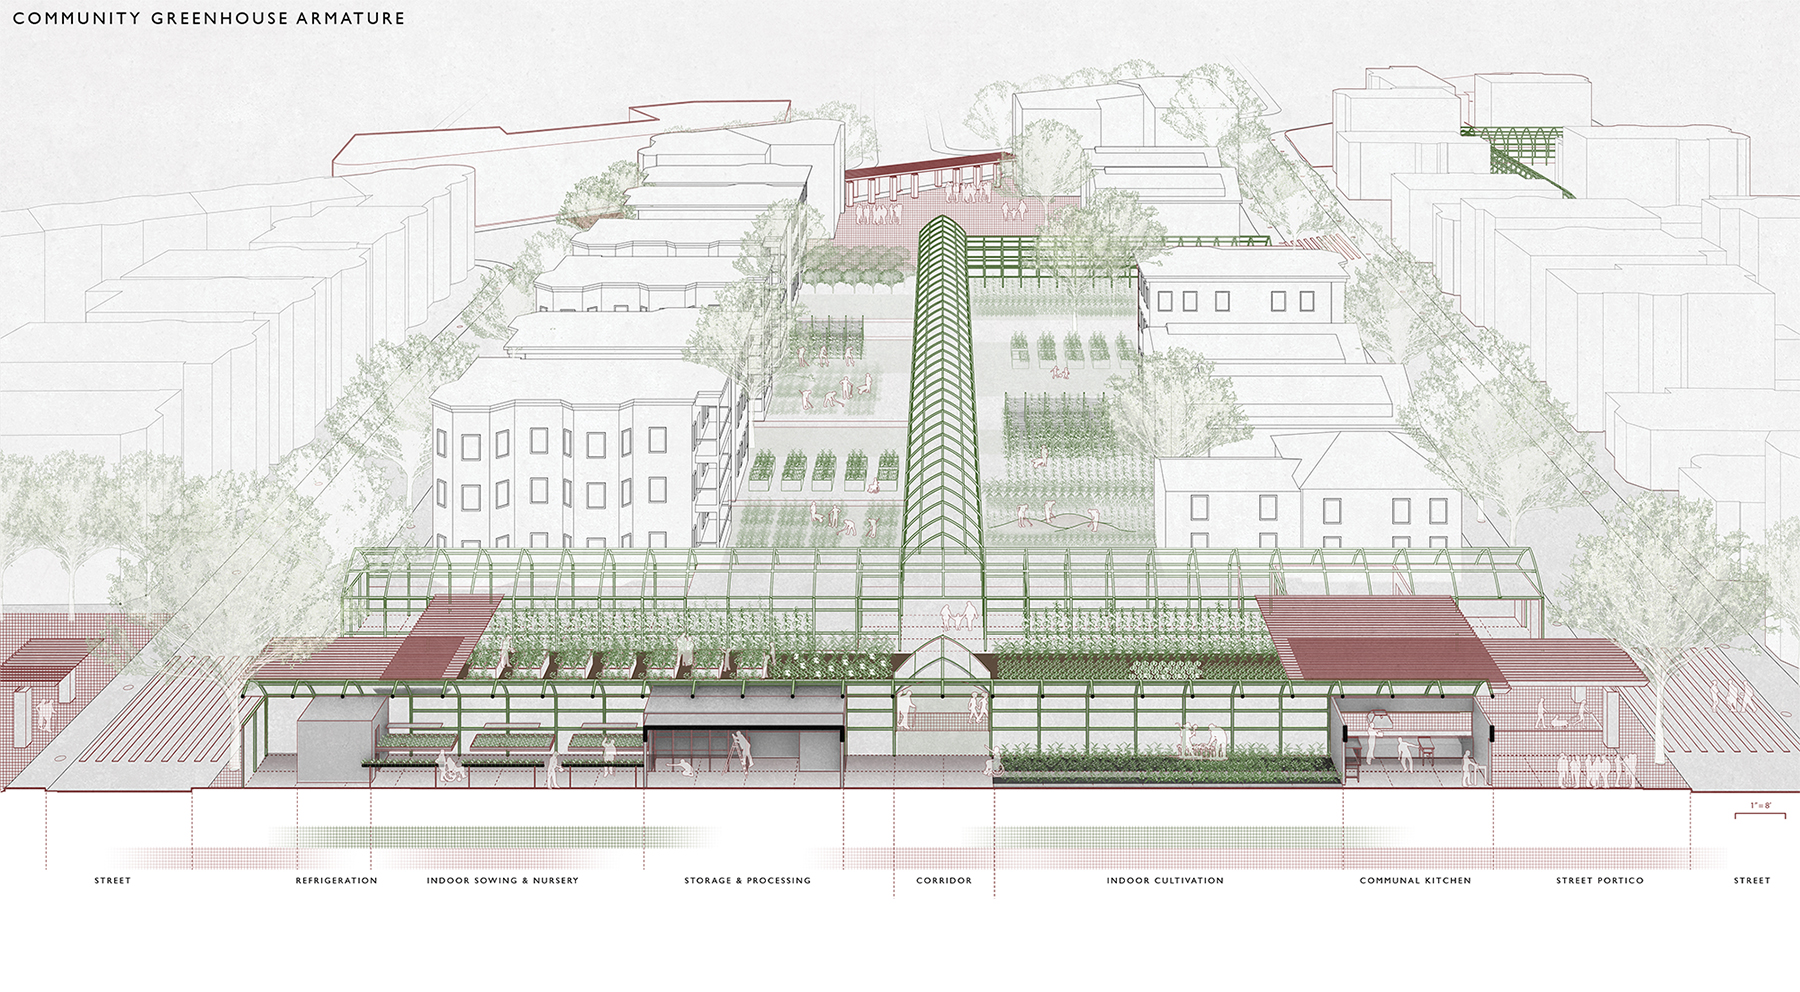 COMMUNITY GREENHOUSE ARMATURE
1"=8'
STREET
REFRIGERATION
INDOOR SOWING & NURSERY
STORAGE & PROCESSING
CORRIDOR
INDOOR CULTIVATION
COMMUNAL KITCHEN
STREET PORTICO
STREET